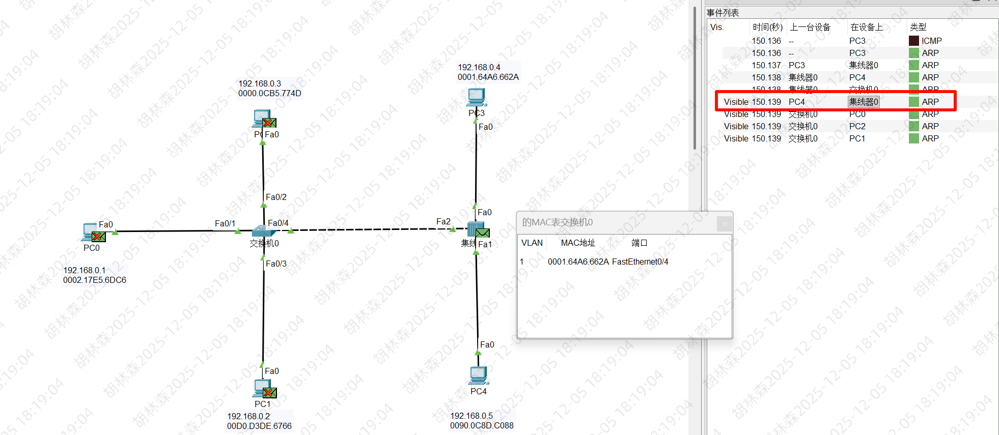 事件列表
Vis. 时间(秒) 上一台设备 在设备上 类型
150.136 -- PC3 ICMP
150.136 -- PC3 ARP
150.137 PC3 集线器0 ARP
150.138 集线器0 PC4 ARP
150.138 集线器0 交换机0 ARP
Visible 150.139 PC4 集线器0 ARP
Visible 150.139 交换机0 PC0 ARP
Visible 150.139 交换机0 PC2 ARP
Visible 150.139 交换机0 PC1 ARP
192.168.0.4
0001.64A6.662A
PC3
Fa0
192.168.0.3
0000.0CB5.774D
Fa0
Fa0/2
Fa0/1
Fa0/4
Fa0/3
交换机0
Fa0
PC0
192.168.0.1
0002.17E5.6DC6
Fa2
Fa0
集线
Fa1
Fa0
PC1
192.168.0.2
00D0.D3DE.6766
Fa0
PC4
192.168.0.5
0090.0C8D.C088
的MAC表交换机0
VLAN MAC地址 端口
1 0001.64A6.662A FastEthernet0/4
胡林森2025-12-05 18:19:04